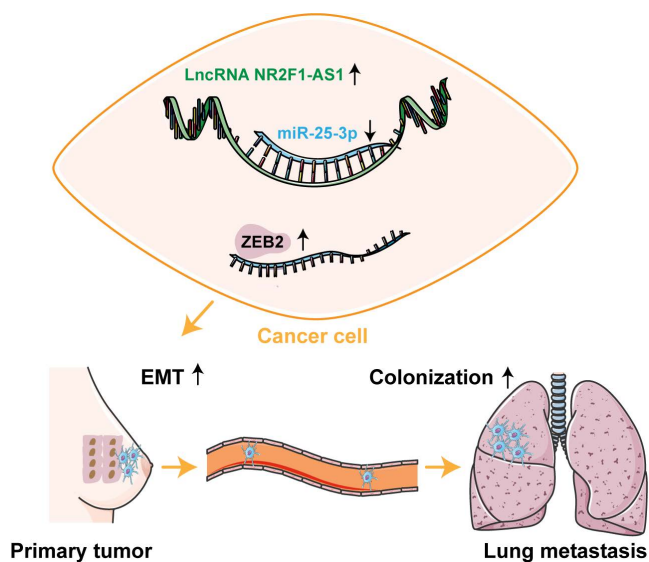 LncRNA NR2F1-AS1
miR-25-3p
ZEB2
Cancer cell
EMT
Colonization
Primary tumor
Lung metastasis